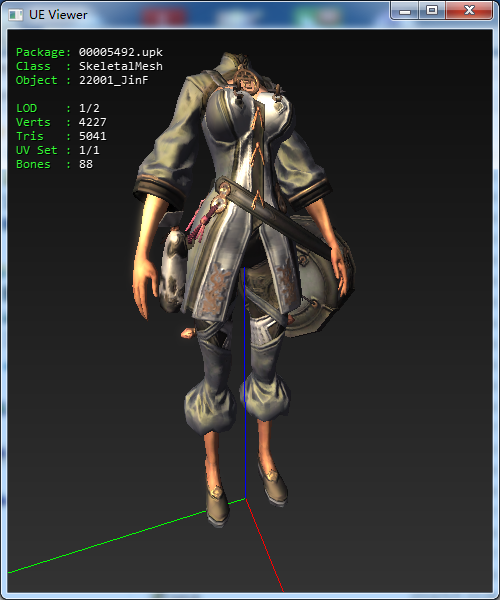 UE Viewer
Package: 00005492.upk
Class : SkeletalMesh
Object : 22001_JinF
LOD : 1/2
Verts : 4227
Tris : 5041
UV Set : 1/1
Bones : 88